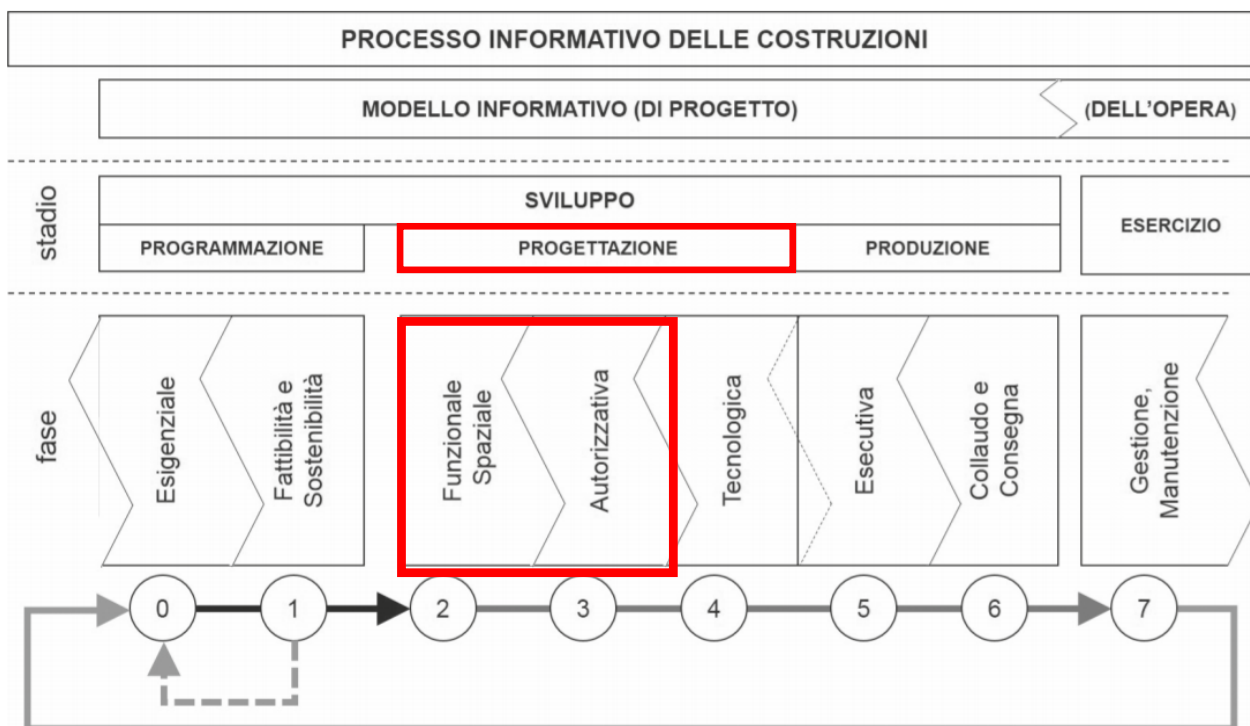 PROCESSO INFORMATIVO DELLE COSTRUZIONI
MODELLO INFORMATIVO (DI PROGETTO)
(DELL'OPERA)
stadio
SVILUPPO
PROGRAMMAZIONE
PROGETTAZIONE
PRODUZIONE
ESERCIZIO
fase
Esigenziale
Fattibilità e
Sostenibilità
Funzionale
Spaziale
Autorizzativa
Tecnologica
Esecutiva
Collaudo e
Consegna
Gestione,
Manutenzione
0
1
2
3
4
5
6
7